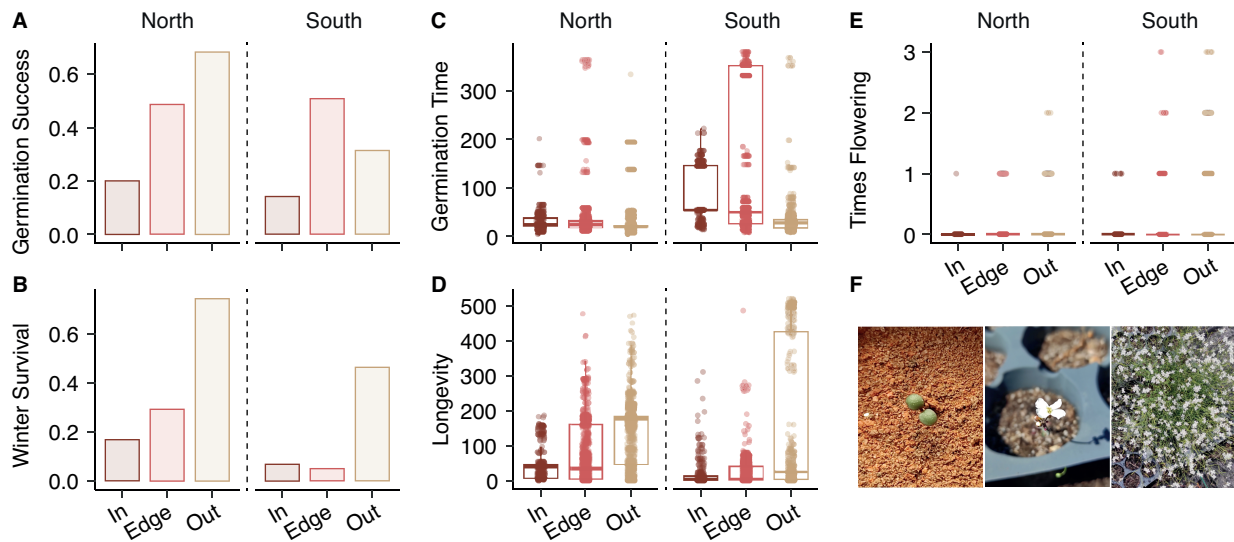 A
North
South
Germination Success
0.6
0.4
0.2
0.0
B
Winter Survival
0.6
0.4
0.2
0.0
In
Edge
Out
In
Edge
Out
C
North
South
Germination Time
300
200
100
0
D
Longevity
500
400
300
200
100
0
In
Edge
Out
In
Edge
Out
E
North
South
Times Flowering
3
2
1
0
In
Edge
Out
In
Edge
Out
F